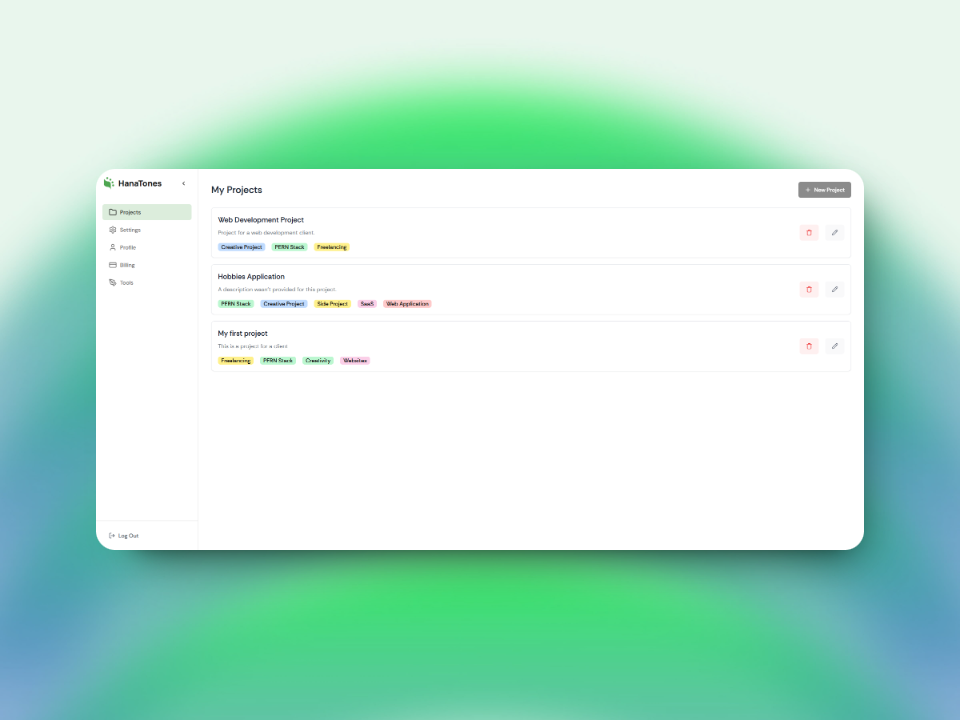 HanaTones
Projects
Settings
Profile
Billing
Tools
Log Out
My Projects
New Project
Web Development Project
Project for a web development client
Creative Project PERN Stack Freelancing
Hobbies Application
A description wasn't provided for this project.
PERN Stack Creative Project Side Project SaaS Web Application
My first project
This is a project for a client
Freelancing PERN Stack Creativity Websites